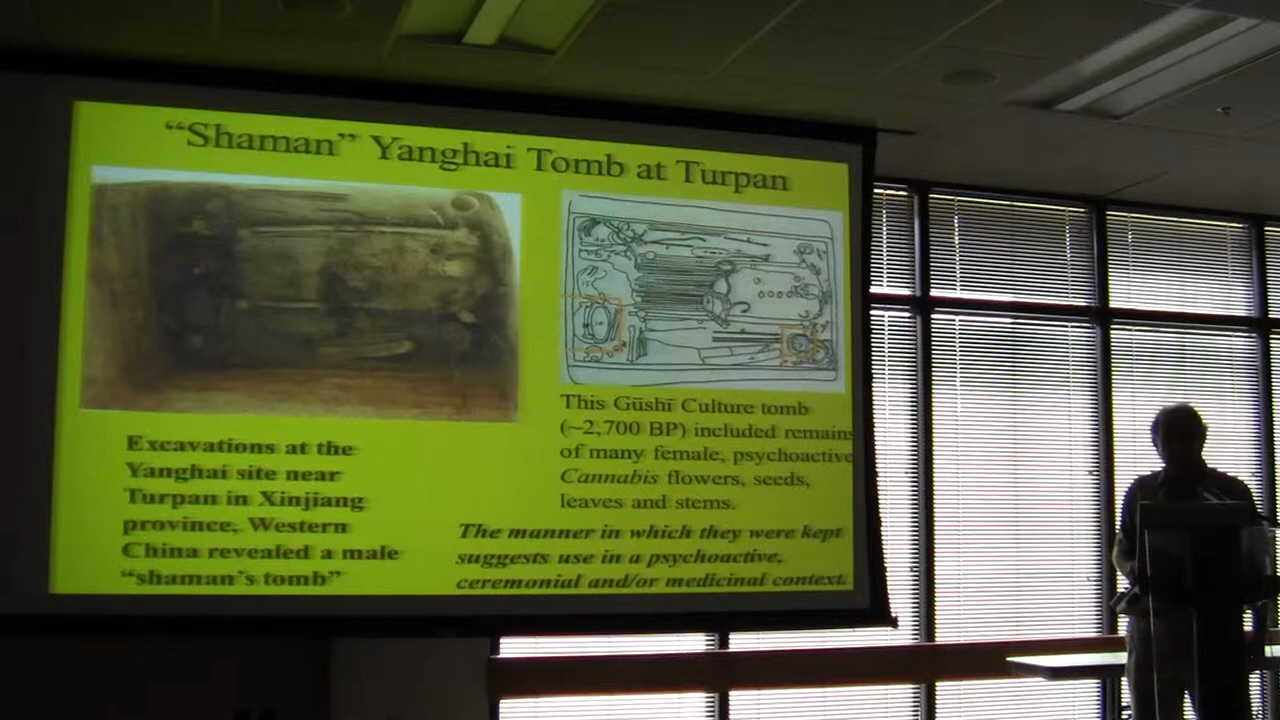 “Shaman” Yanghai Tomb at Turpan
Excavations at the
Yanghai site near
Turpan in Xinjiang
province, Western
China revealed a male
“shaman’s tomb”
This Gūshī Culture tomb
(~2,700 BP) included remains
of many female, psychoactive
Cannabis flowers, seeds,
leaves and stems.
The manner in which they were kept
suggests use in a psychoactive,
ceremonial and/or medicinal context.